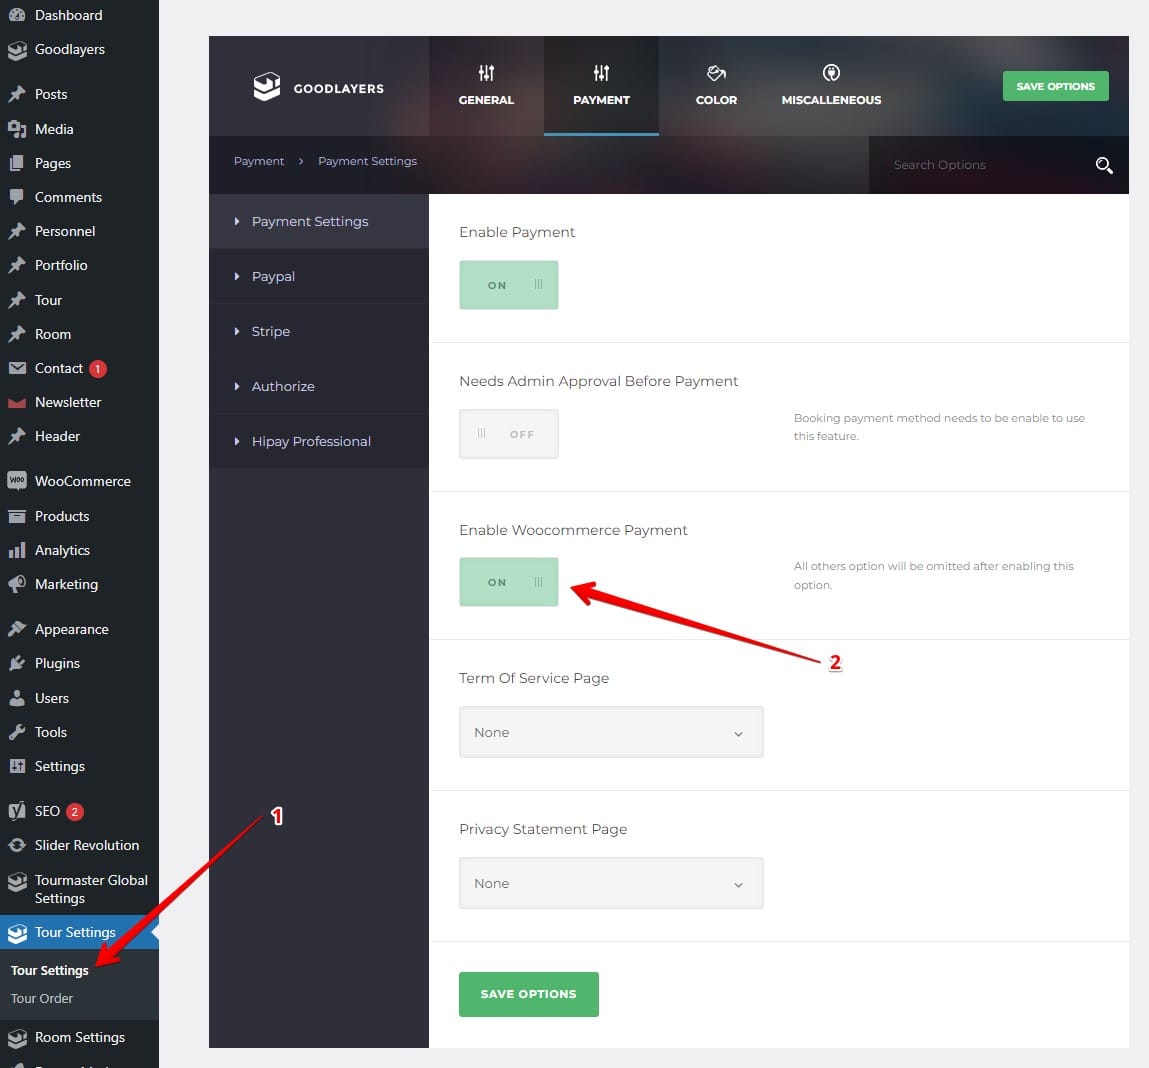 Dashboard
Goodlayers
Posts
Media
Pages
Comments
Personnel
Portfolio
Tour
Room
Contact 1
Newsletter
Header
WooCommerce
Products
Analytics
Marketing
Appearance
Plugins
Users
Tools
Settings
SEO 2
Slider Revolution
Tourmaster Global
Settings
Tour Settings
Tour Settings
Tour Order
Room Settings
GOODLAYERS
GENERAL
PAYMENT
COLOR
MISCALLENEOUS
SAVE OPTIONS
Payment > Payment Settings
Search Options
Payment Settings
Paypal
Stripe
Authorize
Hipay Professional
1
Enable Payment
ON
Needs Admin Approval Before Payment
OFF
Booking payment method needs to be enable to use
this feature.
Enable Woocommerce Payment
ON
All others option will be omitted after enabling this
option.
2
Term Of Service Page
None
Privacy Statement Page
None
SAVE OPTIONS